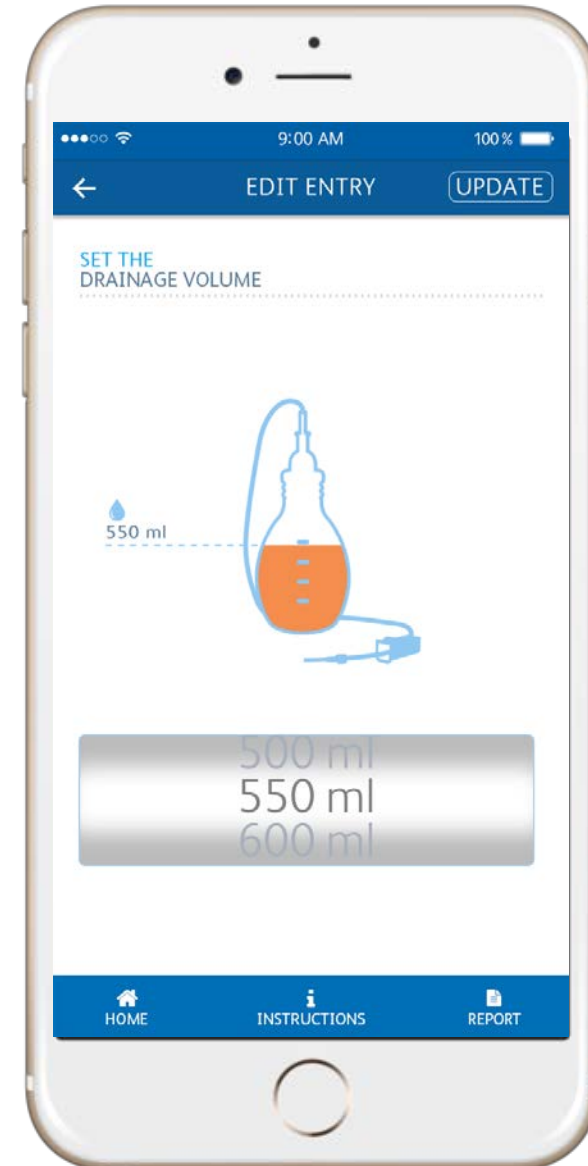 9:00 AM
100 %
EDIT ENTRY
UPDATE
SET THE
DRAINAGE VOLUME
550 ml
500 ml
550 ml
600 ml
HOME
INSTRUCTIONS
REPORT